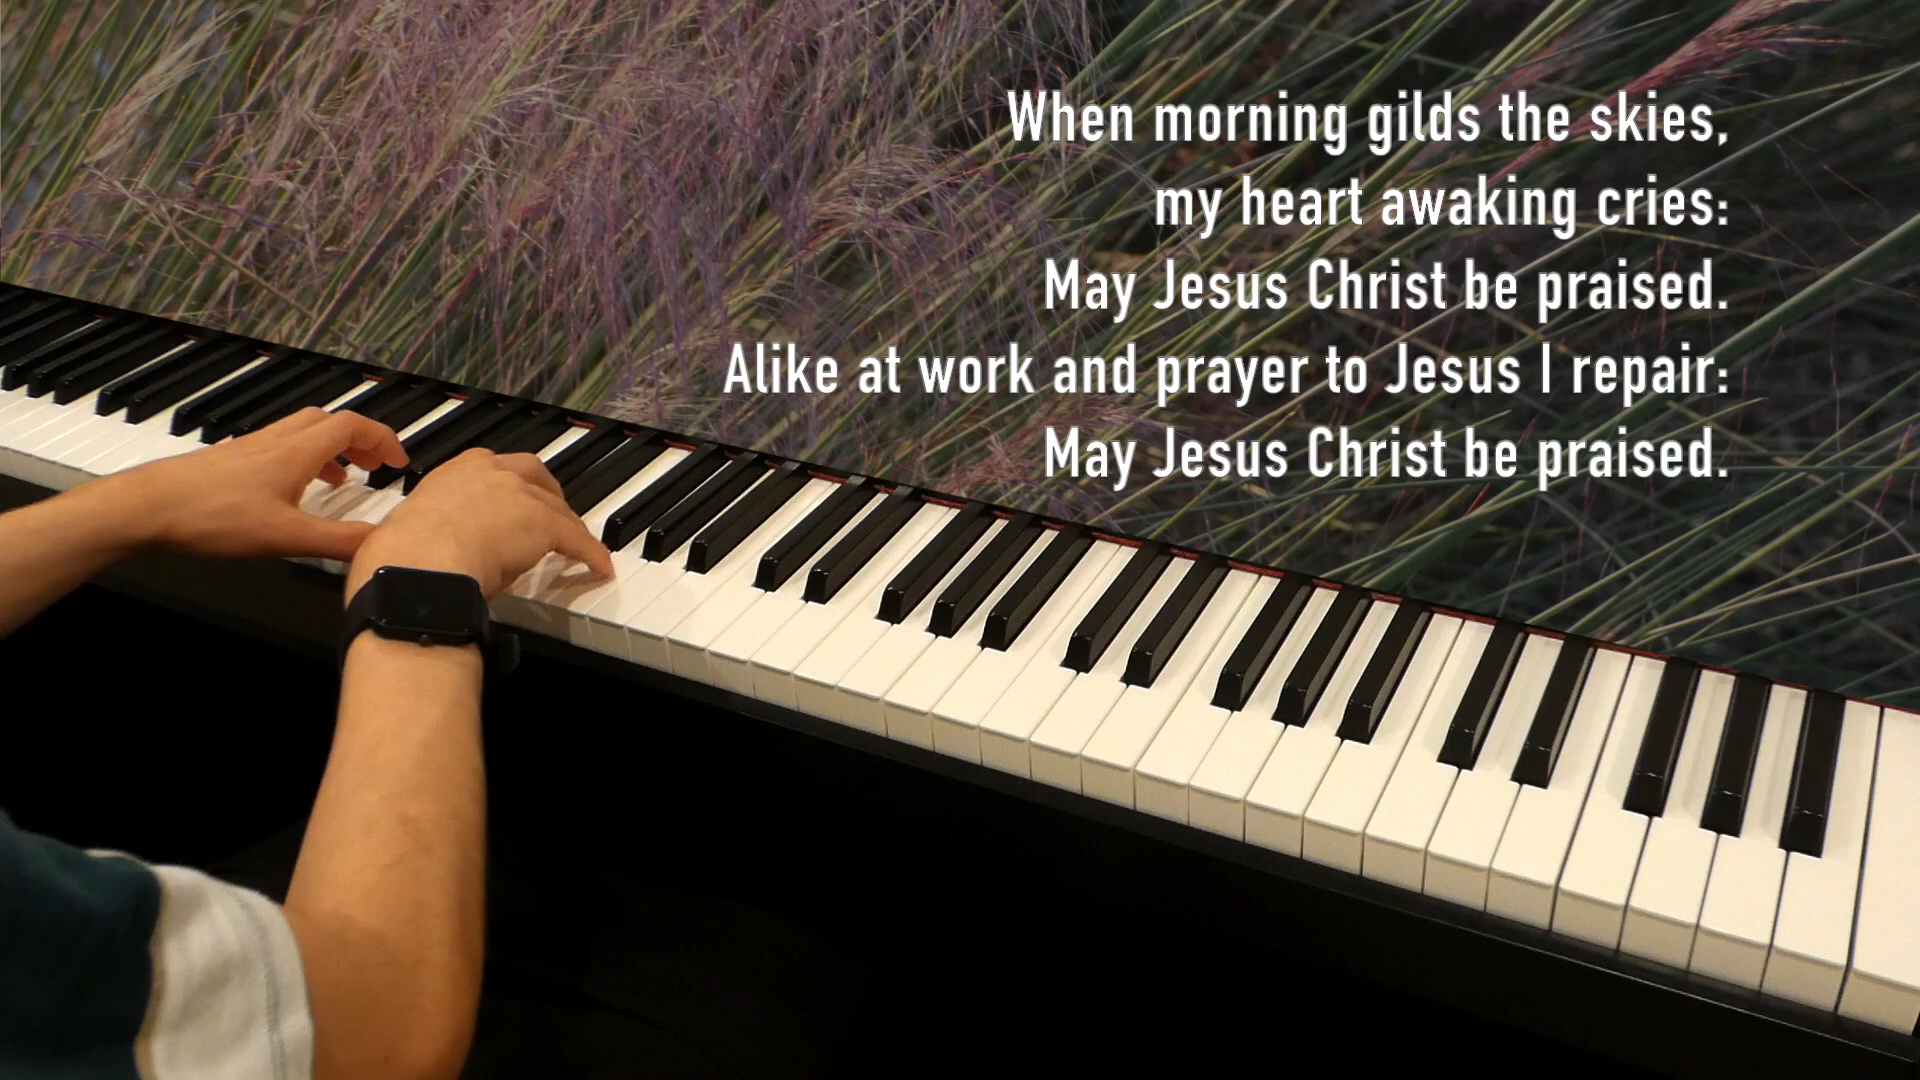 When morning gilds the skies,
my heart awaking cries:
May Jesus Christ be praised.
Alike at work and prayer to Jesus I repair:
May Jesus Christ be praised.